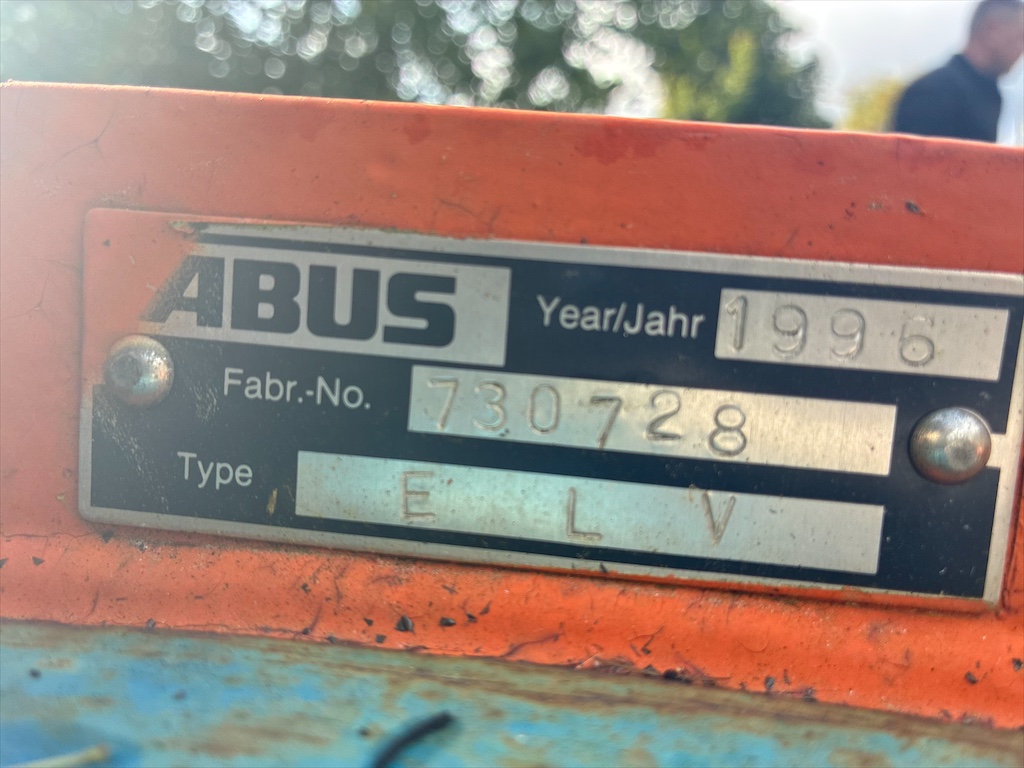 ABUS Year/Jahr 1996
Fabr.-No. 730728
Type E L V